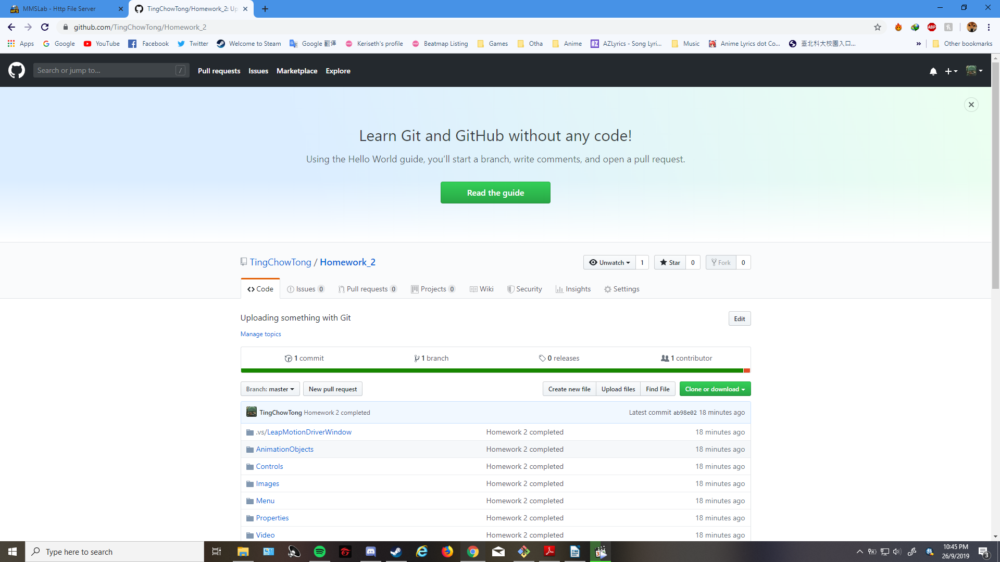 MMSLab - Http File Server
TingChowTong/Homework_2: Up
github.com/TingChowTong/Homework_2
Apps Google YouTube Facebook Twitter Welcome to Steam Google 翻译 Keriseth's profile Beatmap Listing Games Otha Anime AZLyrics - Song Lyri... Music Anime Lyrics dot Co... 臺北科大校園入口... » Other bookmarks
Search or jump to... / Pull requests Issues Marketplace Explore
Learn Git and GitHub without any code!
Using the Hello World guide, you’ll start a branch, write comments, and open a pull request.
Read the guide
TingChowTong / Homework_2 Unwatch 1 Star 0 Fork 0
Code Issues 0 Pull requests 0 Projects 0 Wiki Security Insights Settings
Uploading something with Git Edit
Manage topics
1 commit 1 branch 0 releases 1 contributor
Branch: master New pull request Create new file Upload files Find File Clone or download
TingChowTong Homework 2 completed Latest commit ab98e02 18 minutes ago
.vs/LeapMotionDriverWindow Homework 2 completed 18 minutes ago
AnimationObjects Homework 2 completed 18 minutes ago
Controls Homework 2 completed 18 minutes ago
Images Homework 2 completed 18 minutes ago
Menu Homework 2 completed 18 minutes ago
Properties Homework 2 completed 18 minutes ago
Video Homework 2 completed 18 minutes ago
Type here to search
10:45 PM
26/9/2019
3